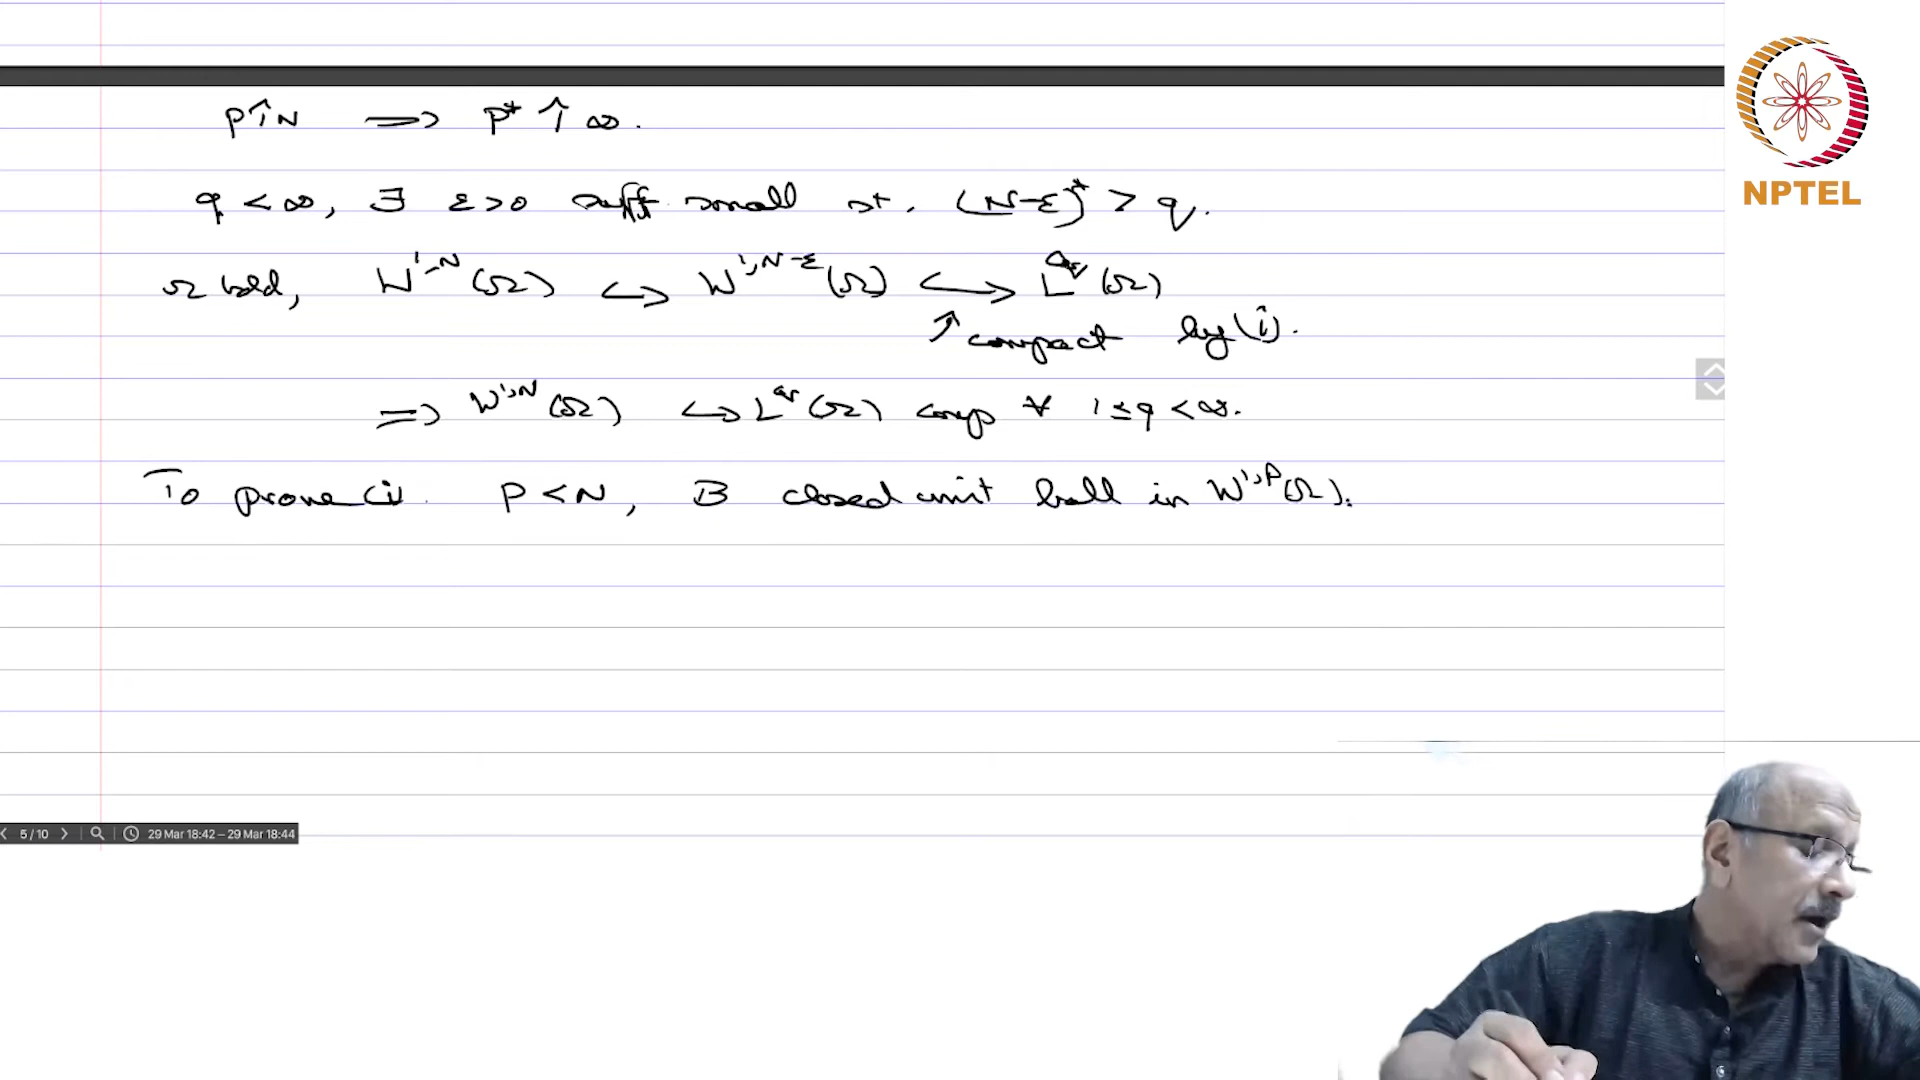 p↑N ⟹ p* ↑ ∞.
NPTEL
q < ∞, ∃ ε>0 suff. small s.t. (N-ε)* > q.
Ω bdd, W^{1,N}(Ω) ↪ W^{1,N-ε}(Ω) ↪ L^q(Ω)
↗ compact by (i).
⟹ W^{1,N}(Ω) ↪ L^q(Ω) comp ∀ 1≤q<∞.
To prove (i). P<N, B closed unit ball in W^{1,p}(Ω).
5/10
29 Mar 18:42 – 29 Mar 18:44